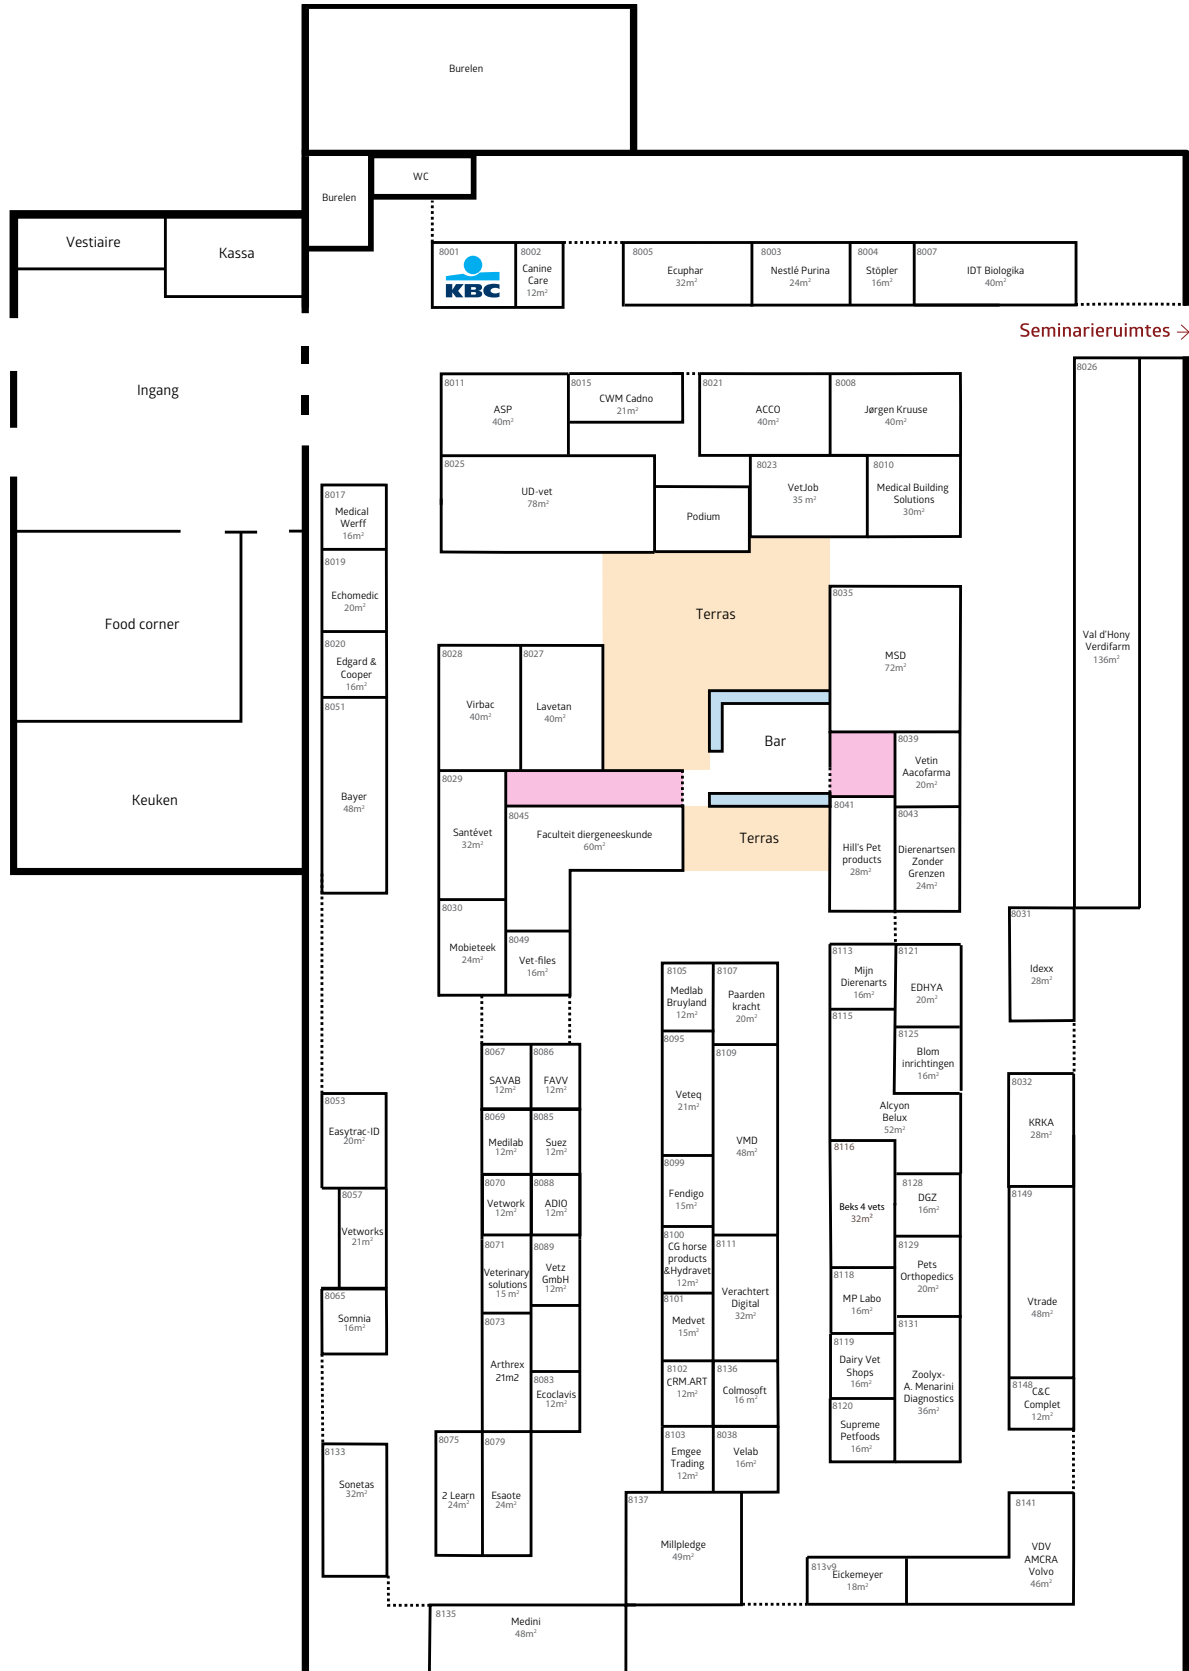 Burelen
WC
Burelen
Vestiaire
Kassa
8001
KBC
8002
Canine
Care
12m²
8005
Ecuphar
32m²
8003
Nestlé Purina
24m²
8004
Stöpler
16m²
8007
IDT Biologika
40m²
Seminarieruimtes →
Ingang
8011
ASP
40m²
8015
CWM Cadno
21m²
8021
ACCO
40m²
8008
Jørgen Kruuse
40m²
8026
Val d'Hony
Verdifarm
136m²
8025
UD-vet
78m²
Podium
8023
VetJob
35 m²
8010
Medical Building
Solutions
30m²
8017
Medical
Werff
16m²
8019
Echomedic
20m²
8020
Edgard &
Cooper
16m²
8051
Bayer
48m²
Food corner
Keuken
Terras
8035
MSD
72m²
8028
Virbac
40m²
8027
Lavetan
40m²
Bar
8039
Vetin
Aacofarma
20m²
8029
Santévet
32m²
8045
Faculteit diergeneeskunde
60m²
Terras
8041
Hill's Pet
products
28m²
8043
Dierenartsen
Zonder
Grenzen
24m²
8030
Mobieteek
24m²
8049
Vet-files
16m²
8031
Idexx
28m²
8105
Medlab
Bruyland
12m²
8107
Paarden
kracht
20m²
8113
Mijn
Dierenarts
16m²
8121
EDHYA
20m²
8115
Alcyon
Belux
52m²
8125
Blom
inrichtingen
16m²
8067
SAVAB
12m²
8086
FAVV
12m²
8095
Veteq
21m²
8109
VMD
48m²
8032
KRKA
28m²
8053
Easytrac-ID
20m²
8069
Medilab
12m²
8085
Suez
12m²
8116
Beks 4 vets
32m²
8099
Fendigo
15m²
8070
Vetwork
12m²
8088
ADIO
12m²
8128
DGZ
16m²
8149
Vtrade
48m²
8057
Vetworks
21m²
8071
Veterinary
solutions
15 m²
8089
Vetz
GmbH
12m²
8100
CG horse
products
&Hydravet
12m²
8111
Verachtert
Digital
32m²
8129
Pets
Orthopedics
20m²
8118
MP Labo
16m²
8065
Somnia
16m²
8101
Medvet
15m²
8073
Arthrex
21m2
8131
Zoolyx-
A. Menarini
Diagnostics
36m²
8119
Dairy Vet
Shops
16m²
8083
Ecoclavis
12m²
8102
CRM.ART
12m²
8136
Colmosoft
16 m²
8148
C&C
Complet
12m²
8120
Supreme
Petfoods
16m²
8103
Emgee
Trading
12m²
8038
Velab
16m²
8133
Sonetas
32m²
8075
2 Learn
24m²
8079
Esaote
24m²
8137
Millpledge
49m²
8141
VDV
AMCRA
Volvo
46m²
813v9
Eickemeyer
18m²
8135
Medini
48m²